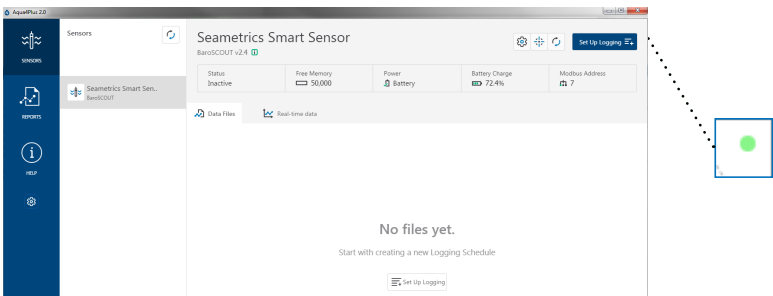 Aqua4Plus 2.0
SENSORS
REPORTS
HELP
Sensors
Seametrics Smart Sen..
BaroSCOUT
Seametrics Smart Sensor
BaroSCOUT v2.4
Set Up Logging
Status
Inactive
Free Memory
50,000
Power
Battery
Battery Charge
72.4%
Modbus Address
7
Data Files
Real-time data
No files yet.
Start with creating a new Logging Schedule
Set Up Logging